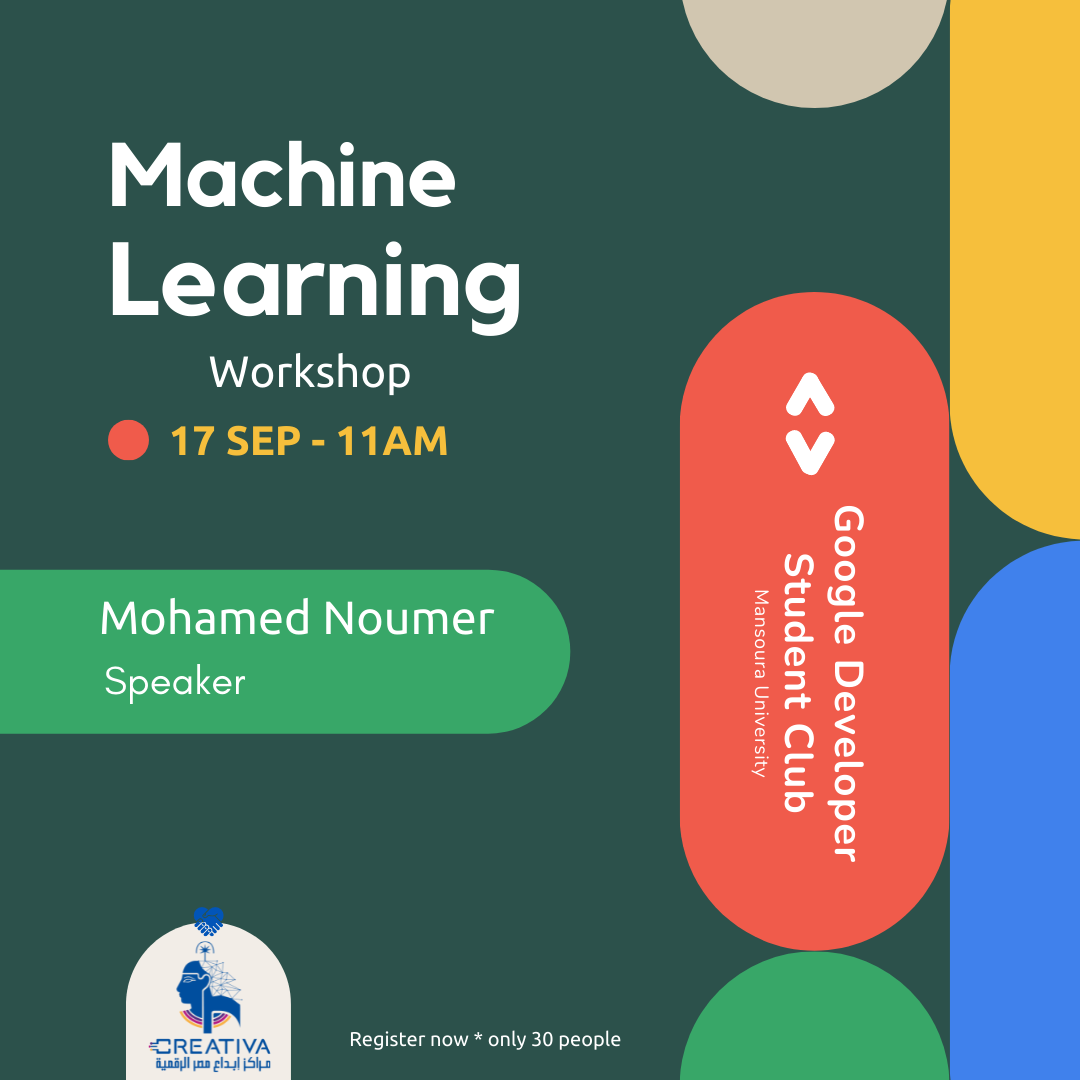 Machine
Learning
Workshop
17 SEP - 11AM
Mohamed Noumer
Speaker
Google Developer
Student Club
Mansoura University
CREATIVA
مراكز إبداع مصر الرقمية
Register now * only 30 people